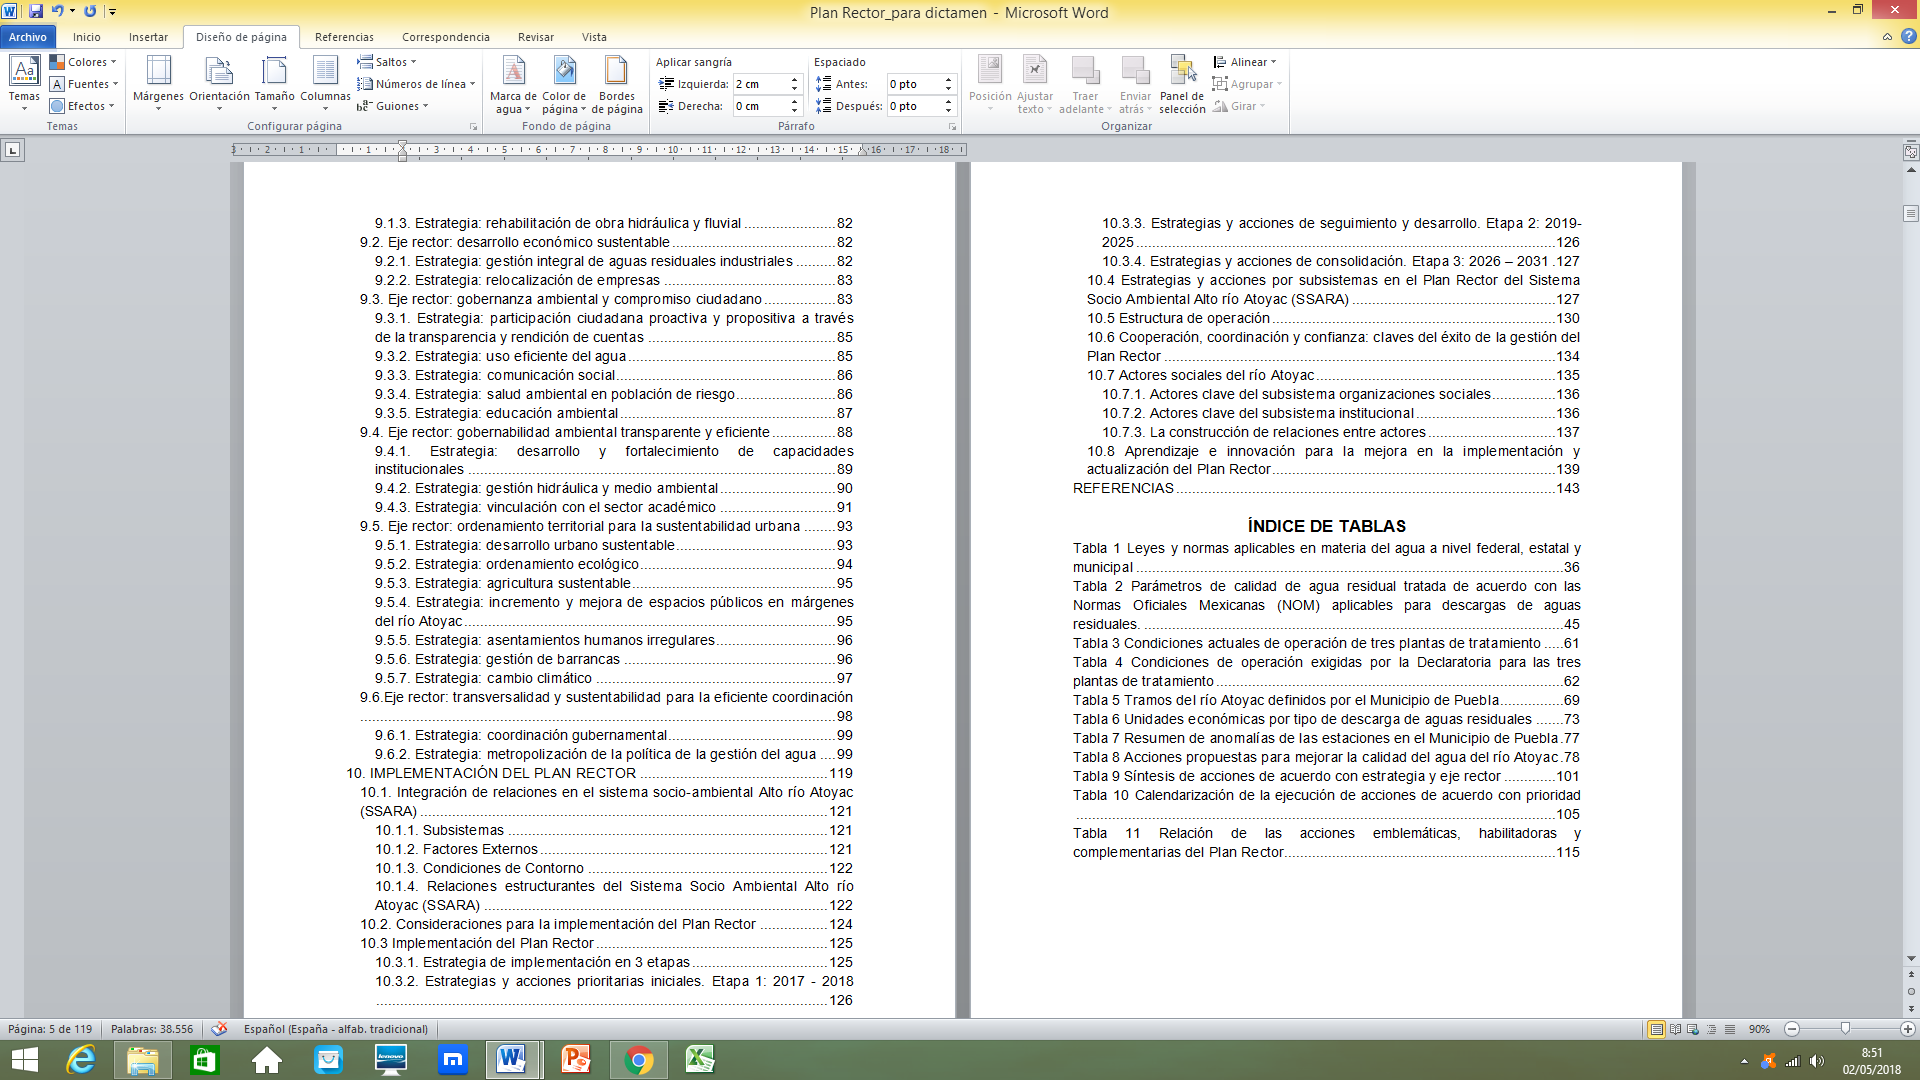 Plan Rector_para dictamen - Microsoft Word
Archivo Inicio Insertar Diseño de página Referencias Correspondencia Revisar Vista
Temas
Colores
Fuentes
Efectos
Temas
Márgenes Orientación Tamaño Columnas
Saltos
Números de línea
Guiones
Configurar página
Marca de agua
Color de página
Bordes de página
Fondo de página
Aplicar sangría
Izquierda: 2 cm
Derecha: 0 cm
Espaciado
Antes: 0 pto
Después: 0 pto
Párrafo
Posición
Ajustar texto
Traer adelante
Enviar atrás
Panel de selección
Alinear
Agrupar
Girar
Organizar
3 2 1 1 3 4 5 6 7 8 9 10 11 12 13 14 15 16 17 18
9.1.3. Estrategia: rehabilitación de obra hidráulica y fluvial 82
9.2. Eje rector: desarrollo económico sustentable 82
9.2.1. Estrategia: gestión integral de aguas residuales industriales 82
9.2.2. Estrategia: relocalización de empresas 83
9.3. Eje rector: gobernanza ambiental y compromiso ciudadano 83
9.3.1. Estrategia: participación ciudadana proactiva y propositiva a través
de la transparencia y rendición de cuentas 85
9.3.2. Estrategia: uso eficiente del agua 85
9.3.3. Estrategia: comunicación social 86
9.3.4. Estrategia: salud ambiental en población de riesgo 86
9.3.5. Estrategia: educación ambiental 87
9.4. Eje rector: gobernabilidad ambiental transparente y eficiente 88
9.4.1. Estrategia: desarrollo y fortalecimiento de capacidades
institucionales 89
9.4.2. Estrategia: gestión hidráulica y medio ambiental 90
9.4.3. Estrategia: vinculación con el sector académico 91
9.5. Eje rector: ordenamiento territorial para la sustentabilidad urbana 93
9.5.1. Estrategia: desarrollo urbano sustentable 93
9.5.2. Estrategia: ordenamiento ecológico 94
9.5.3. Estrategia: agricultura sustentable 95
9.5.4. Estrategia: incremento y mejora de espacios públicos en márgenes
del río Atoyac 95
9.5.5. Estrategia: asentamientos humanos irregulares 96
9.5.6. Estrategia: gestión de barrancas 96
9.5.7. Estrategia: cambio climático 97
9.6.Eje rector: transversalidad y sustentabilidad para la eficiente coordinación
98
9.6.1. Estrategia: coordinación gubernamental 99
9.6.2. Estrategia: metropolización de la política de la gestión del agua 99
10. IMPLEMENTACIÓN DEL PLAN RECTOR 119
10.1. Integración de relaciones en el sistema socio-ambiental Alto río Atoyac
(SSARA) 121
10.1.1. Subsistemas 121
10.1.2. Factores Externos 121
10.1.3. Condiciones de Contorno 122
10.1.4. Relaciones estructurantes del Sistema Socio Ambiental Alto río
Atoyac (SSARA) 122
10.2. Consideraciones para la implementación del Plan Rector 124
10.3 Implementación del Plan Rector 125
10.3.1. Estrategia de implementación en 3 etapas 125
10.3.2. Estrategias y acciones prioritarias iniciales. Etapa 1: 2017 - 2018
126
10.3.3. Estrategias y acciones de seguimiento y desarrollo. Etapa 2: 2019-
2025 126
10.3.4. Estrategias y acciones de consolidación. Etapa 3: 2026 – 2031 127
10.4 Estrategias y acciones por subsistemas en el Plan Rector del Sistema
Socio Ambiental Alto río Atoyac (SSARA) 127
10.5 Estructura de operación 130
10.6 Cooperación, coordinación y confianza: claves del éxito de la gestión del
Plan Rector 134
10.7 Actores sociales del río Atoyac 135
10.7.1. Actores clave del subsistema organizaciones sociales 136
10.7.2. Actores clave del subsistema institucional 136
10.7.3. La construcción de relaciones entre actores 137
10.8 Aprendizaje e innovación para la mejora en la implementación y
actualización del Plan Rector 139
REFERENCIAS 143
ÍNDICE DE TABLAS
Tabla 1 Leyes y normas aplicables en materia del agua a nivel federal, estatal y
municipal 36
Tabla 2 Parámetros de calidad de agua residual tratada de acuerdo con las
Normas Oficiales Mexicanas (NOM) aplicables para descargas de aguas
residuales. 45
Tabla 3 Condiciones actuales de operación de tres plantas de tratamiento 61
Tabla 4 Condiciones de operación exigidas por la Declaratoria para las tres
plantas de tratamiento 62
Tabla 5 Tramos del río Atoyac definidos por el Municipio de Puebla 69
Tabla 6 Unidades económicas por tipo de descarga de aguas residuales 73
Tabla 7 Resumen de anomalías de las estaciones en el Municipio de Puebla 77
Tabla 8 Acciones propuestas para mejorar la calidad del agua del río Atoyac 78
Tabla 9 Síntesis de acciones de acuerdo con estrategia y eje rector 101
Tabla 10 Calendarización de la ejecución de acciones de acuerdo con prioridad
105
Tabla 11 Relación de las acciones emblemáticas, habilitadoras y
complementarias del Plan Rector 115
Página: 5 de 119 Palabras: 38.556 Español (España - alfab. tradicional) 90%
8:51
02/05/2018